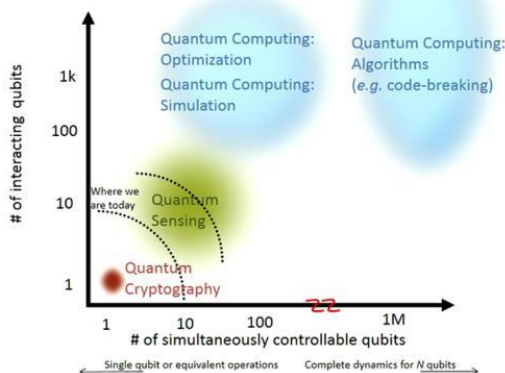 # of interacting qubits
1k
100
10
1
Quantum Computing:
Optimization
Quantum Computing:
Simulation
Quantum Computing:
Algorithms
(e.g. code-breaking)
Where we
are today
Quantum
Sensing
Quantum
Cryptography
1
10
100
1M
# of simultaneously controllable qubits
Single qubit or equivalent operations
Complete dynamics for N qubits